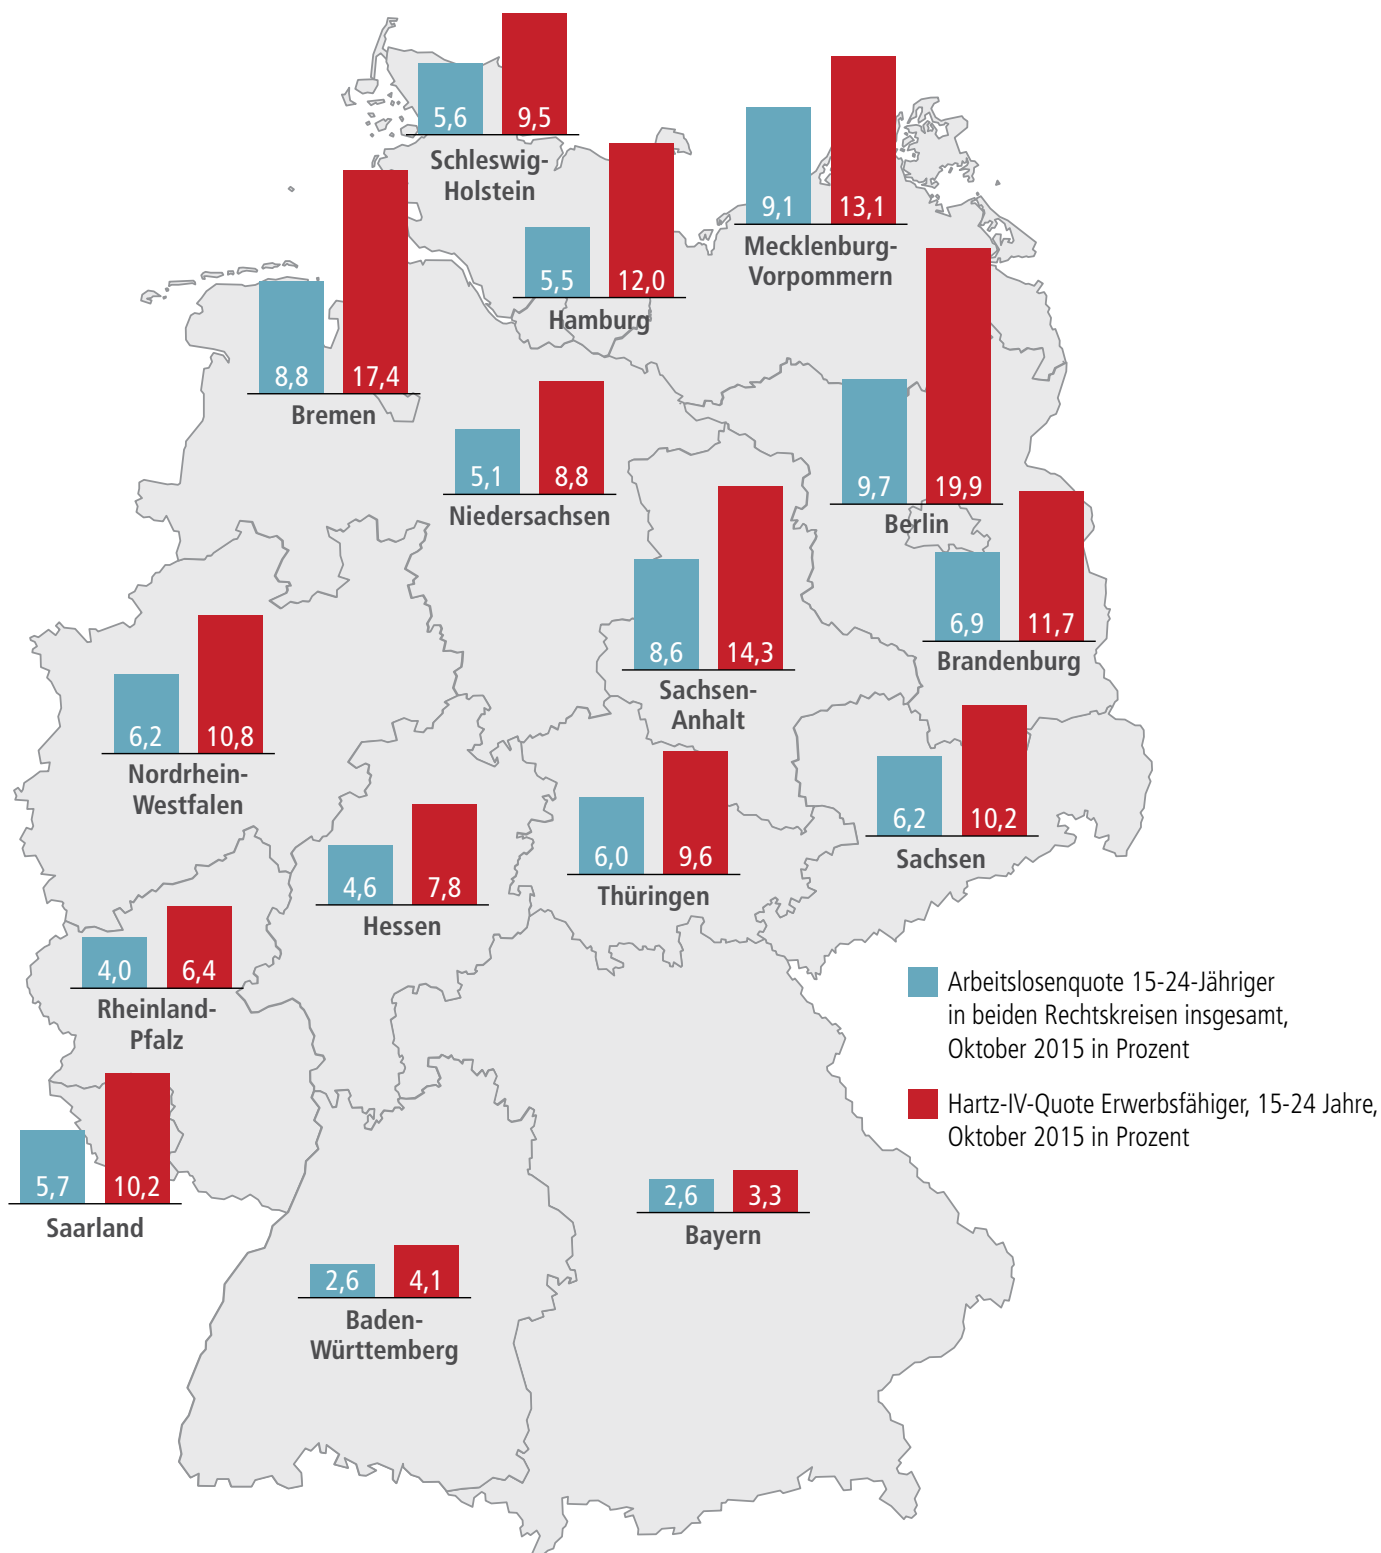 5,6 9,5
Schleswig-
Holstein
9,1 13,1
Mecklenburg-
Vorpommern
5,5 12,0
Hamburg
8,8 17,4
Bremen
5,1 8,8
Niedersachsen
9,7 19,9
Berlin
6,9 11,7
Brandenburg
8,6 14,3
Sachsen-
Anhalt
6,2 10,8
Nordrhein-
Westfalen
6,2 10,2
Sachsen
6,0 9,6
Thüringen
4,6 7,8
Hessen
4,0 6,4
Rheinland-
Pfalz
Arbeitslosenquote 15-24-Jähriger
in beiden Rechtskreisen insgesamt,
Oktober 2015 in Prozent
Hartz-IV-Quote Erwerbsfähiger, 15-24 Jahre,
Oktober 2015 in Prozent
5,7 10,2
Saarland
2,6 3,3
Bayern
2,6 4,1
Baden-
Württemberg